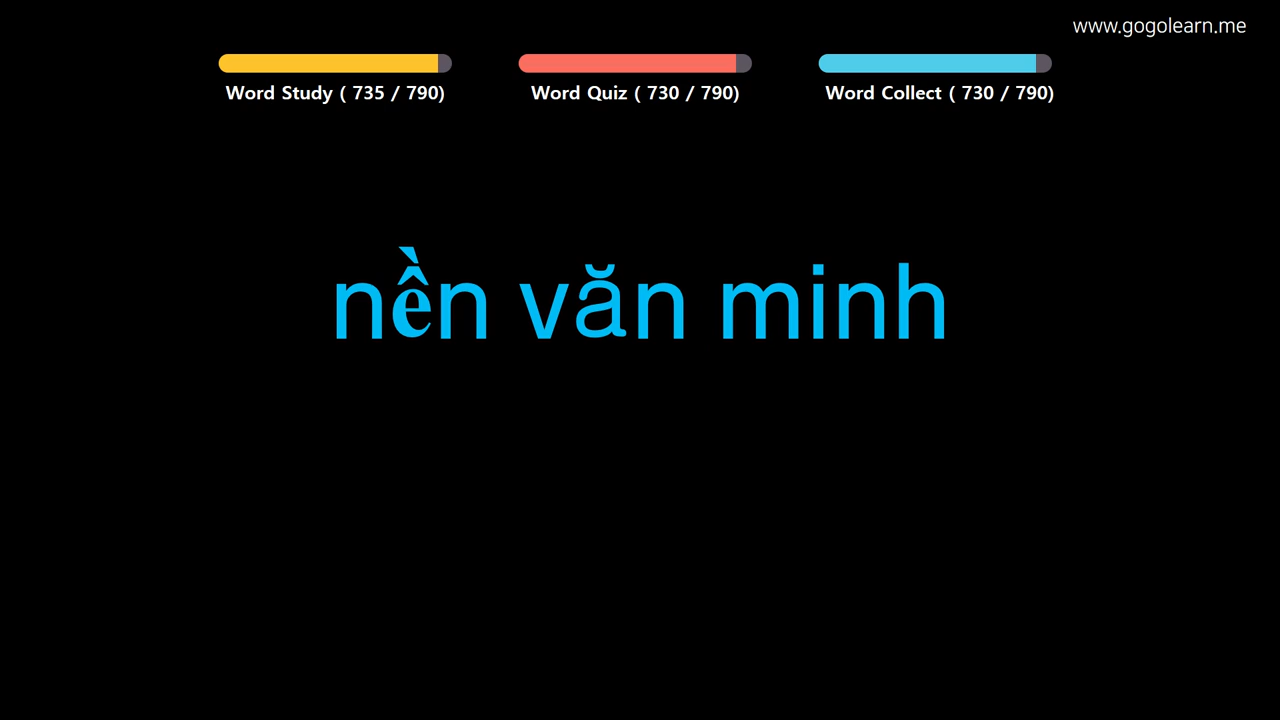 www.gogolearn.me
Word Study ( 735 / 790)
Word Quiz ( 730 / 790)
Word Collect ( 730 / 790)
nền văn minh